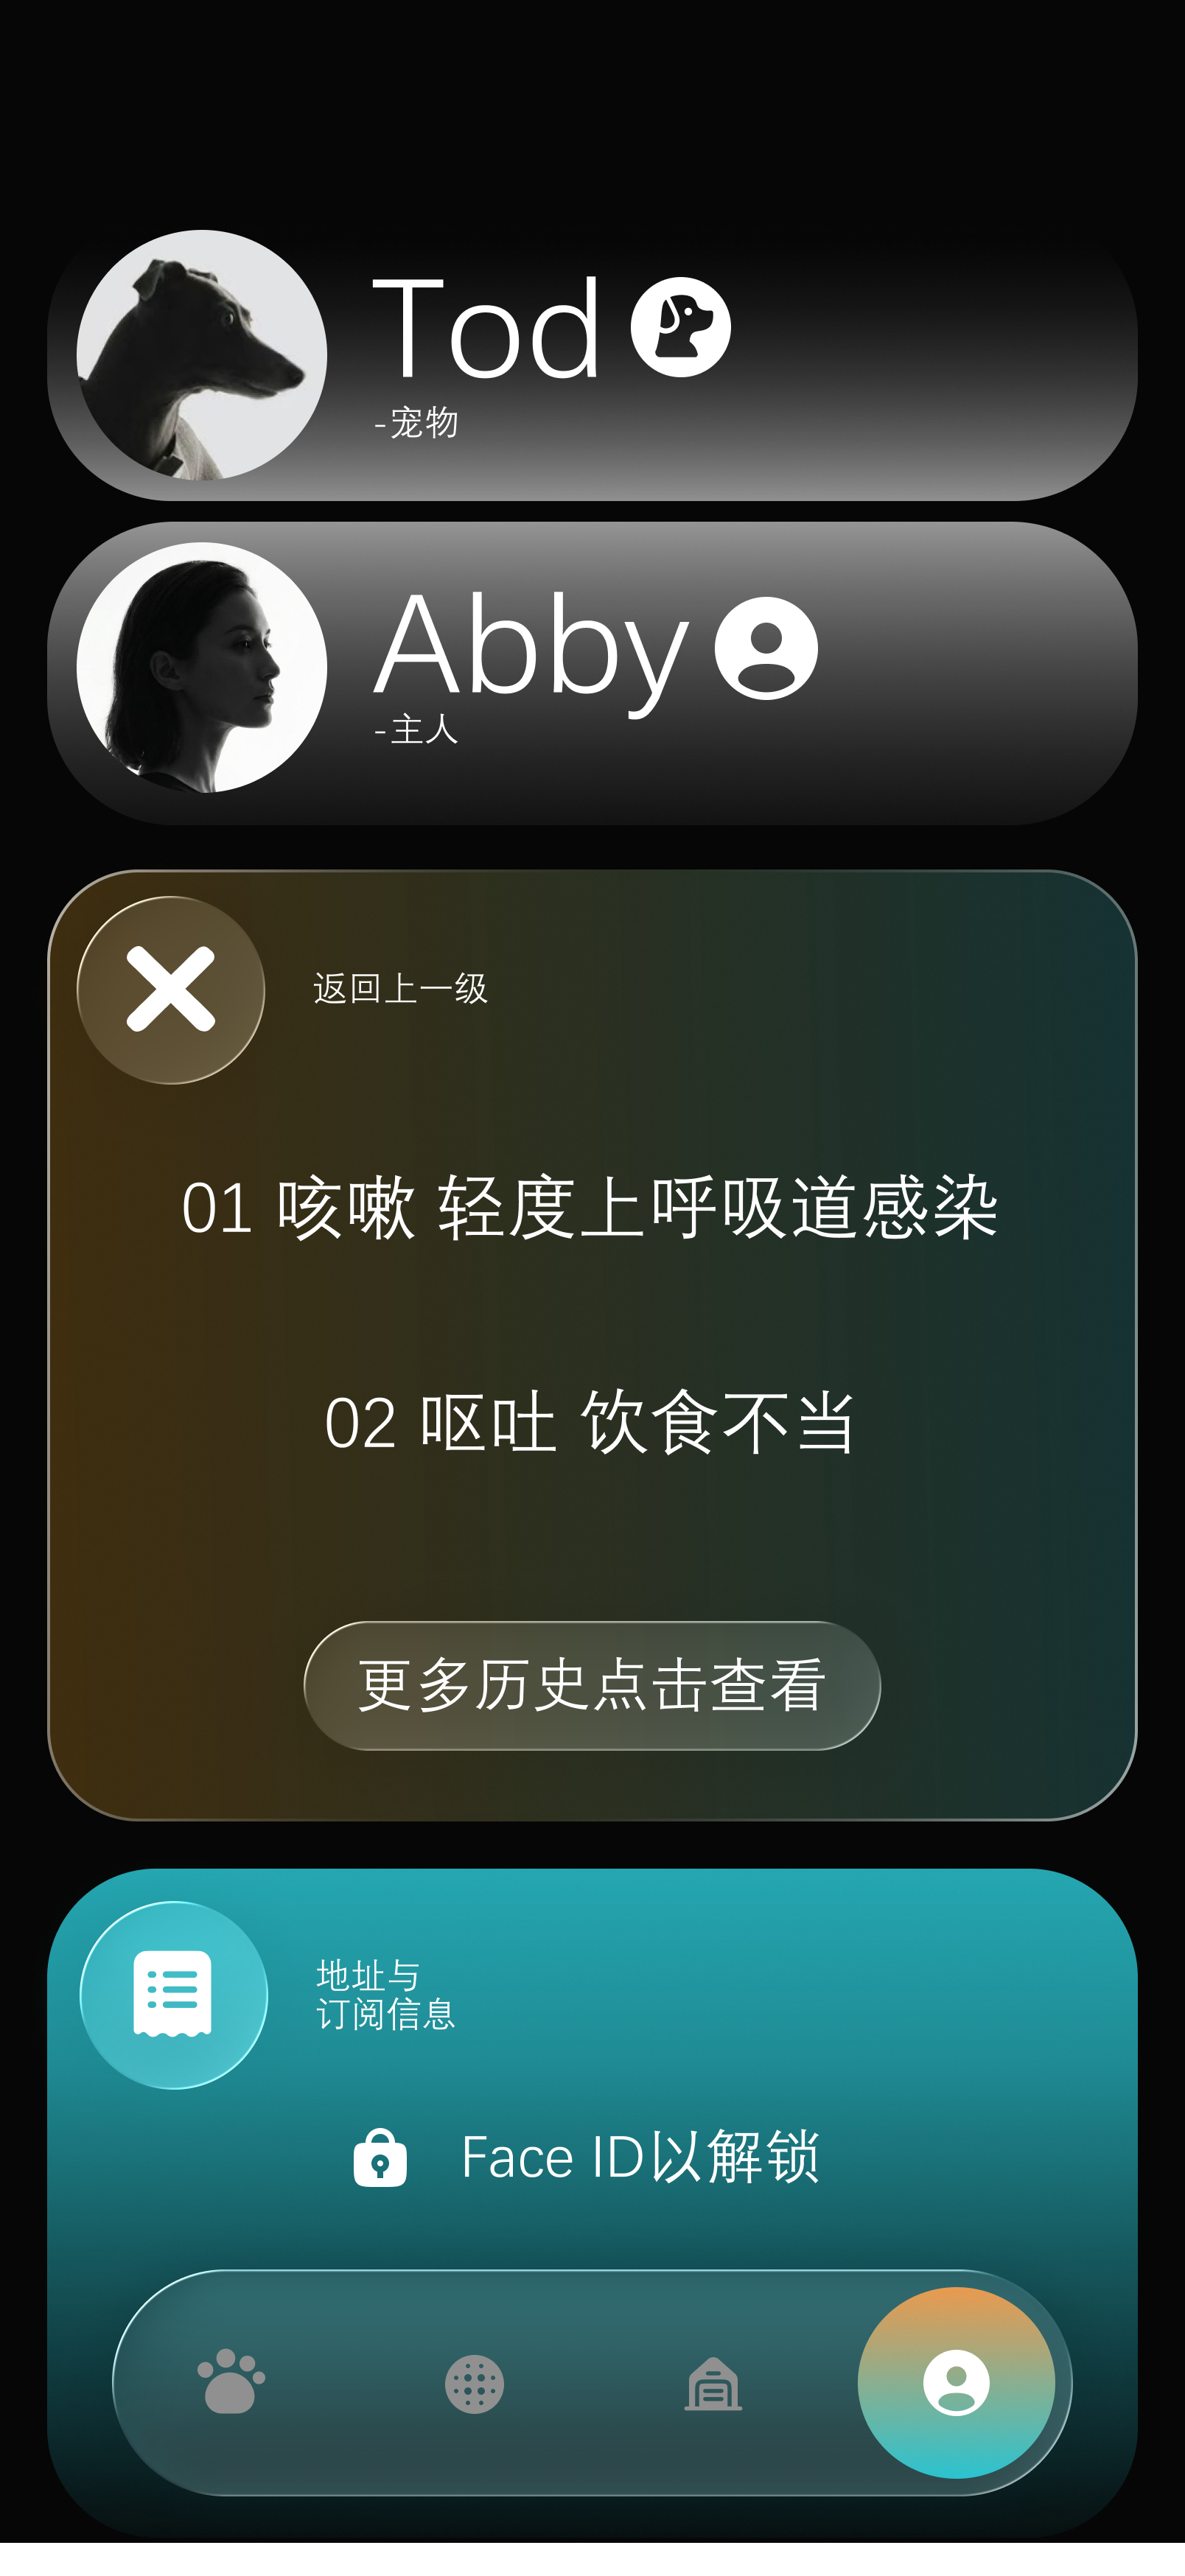 Tod
-宠物
Abby
-主人
返回上一级
01 咳嗽 轻度上呼吸道感染
02 呕吐 饮食不当
更多历史点击查看
地址与
订阅信息
Face ID以解锁